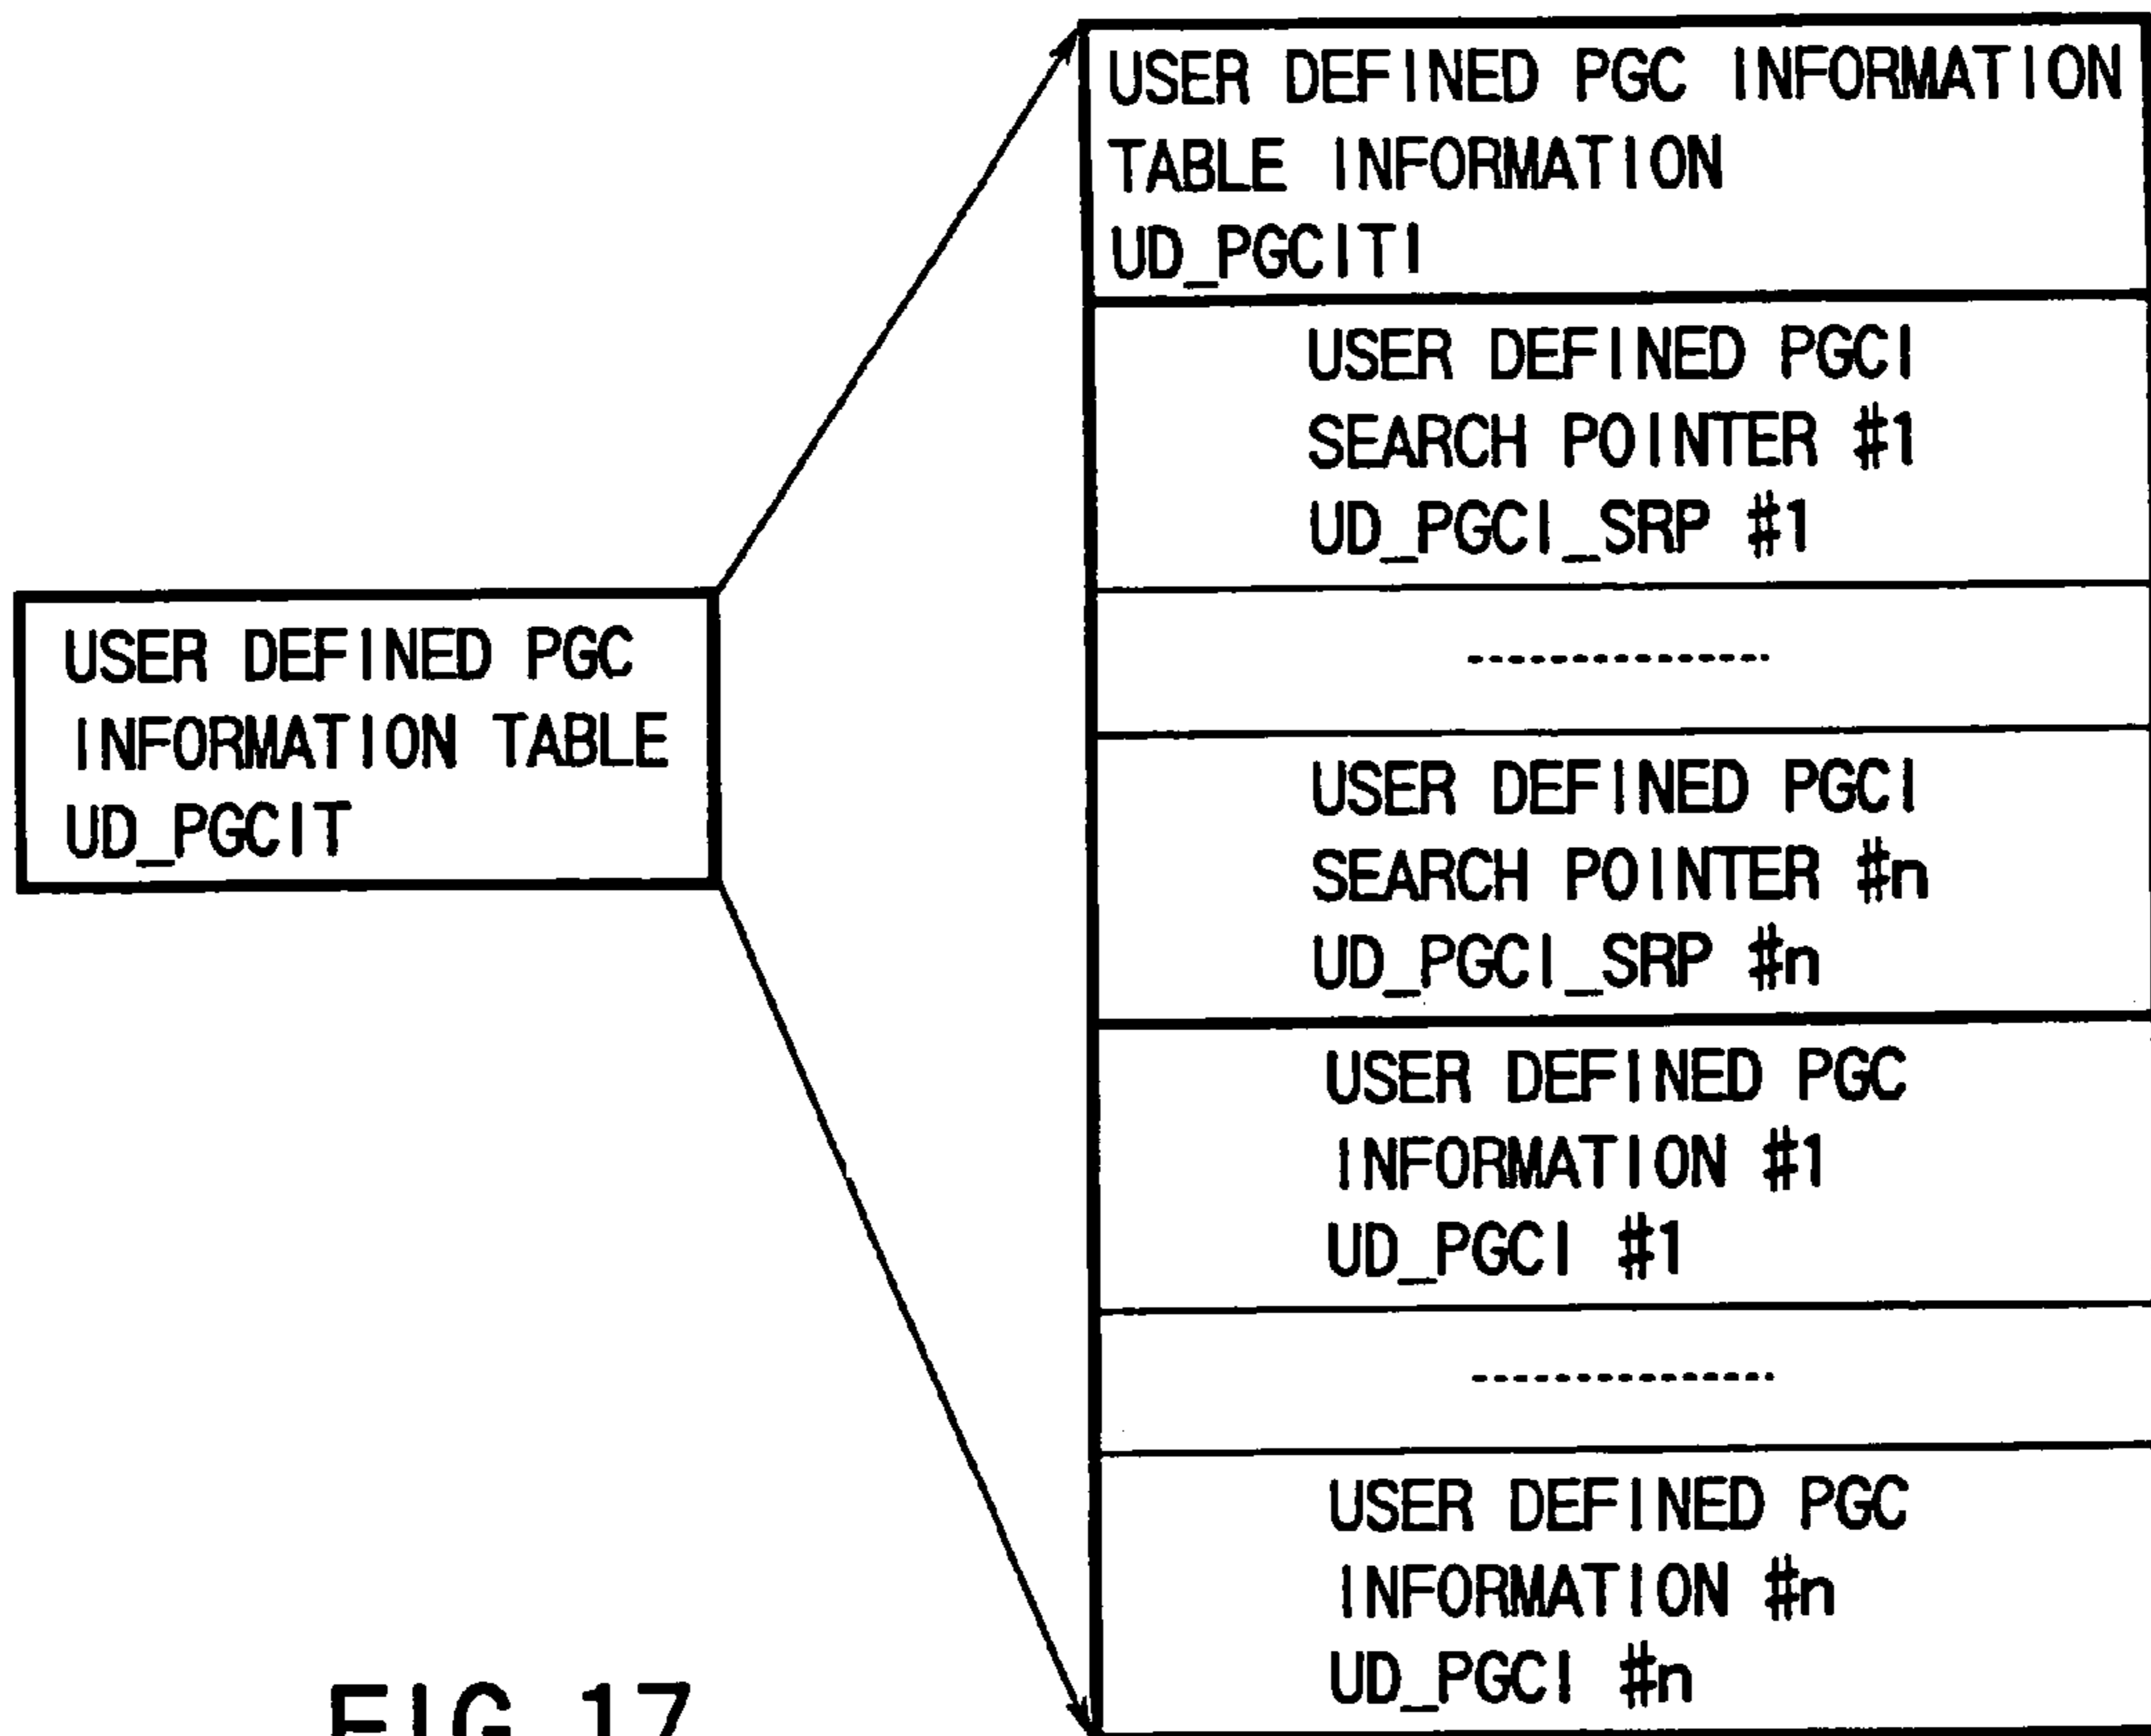 USER DEFINED PGC
INFORMATION TABLE
UD_PGCIT
USER DEFINED PGC INFORMATION
TABLE INFORMATION
UD_PGCITI
USER DEFINED PGCI
SEARCH POINTER #1
UD_PGCI_SRP #1
----------------
USER DEFINED PGCI
SEARCH POINTER #n
UD_PGCI_SRP #n
USER DEFINED PGC
INFORMATION #1
UD_PGCI #1
----------------
USER DEFINED PGC
INFORMATION #n
UD_PGCI #n
FIG. 17